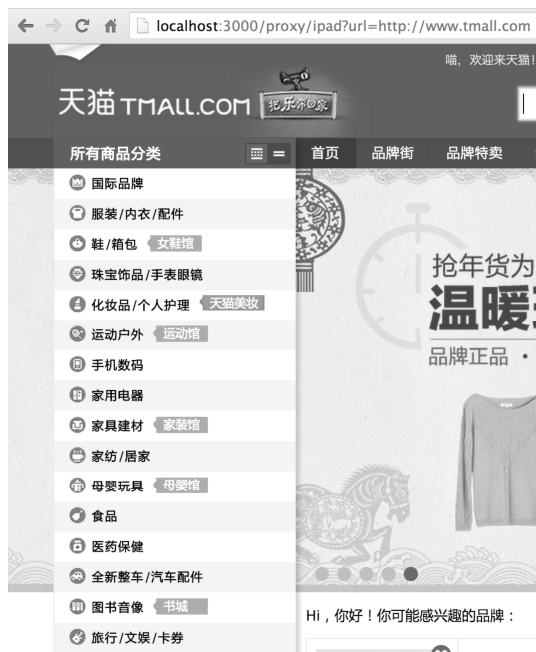 localhost:3000/proxy/ipad?url=http://www.tmall.com
喵，欢迎来天猫！
天猫 TMALL.COM 把乐带回家
所有商品分类 首页 品牌街 品牌特卖
国际品牌
服装/内衣/配件
鞋/箱包 女鞋馆
珠宝饰品/手表眼镜
化妆品/个人护理 天猫美妆
运动户外 运动馆
手机数码
家用电器
家具建材 家装馆
家纺/居家
母婴玩具 母婴馆
食品
医药保健
全新整车/汽车配件
图书音像 书城
旅行/文娱/卡券
抢年货为
温暖
品牌正品 •
Hi，你好！你可能感兴趣的品牌：